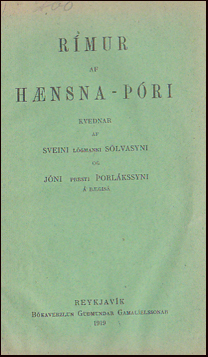 RÍMUR
AF
HÆNSNA-ÞÓRI
KVEÐNAR
AF
SVEINI LÖGMANNI SÖLVASYNI
OG
JÓNI PRESTI ÞORLÁKSSYNI
Á BÆGISÁ
REYKJAVÍK
BÓKAVERZLUN GUÐMUNDAR GAMALÍELSSONAR